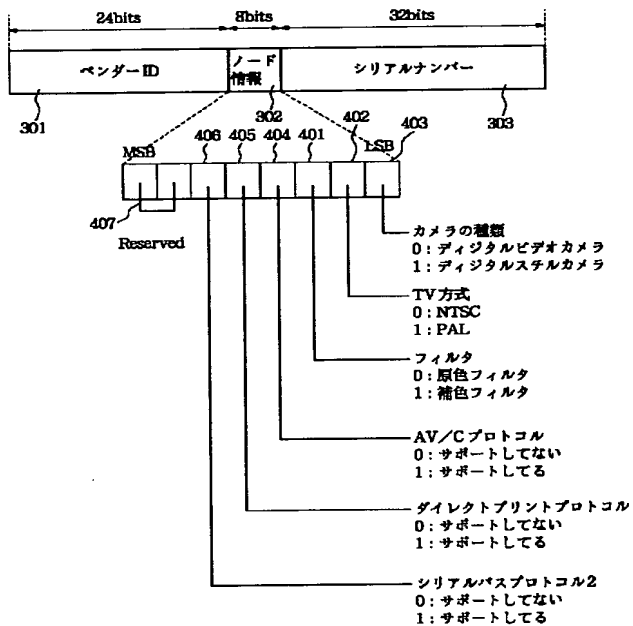 24bits 8bits 32bits
ベンダーID ノード情報 シリアルナンバー
301 302 303
406 405 404 401 402 403
MSB LSB
407
Reserved
カメラの種類
0:ディジタルビデオカメラ
1:ディジタルスチルカメラ
TV方式
0:NTSC
1:PAL
フィルタ
0:原色フィルタ
1:補色フィルタ
AV/Cプロトコル
0:サポートしてない
1:サポートしてる
ダイレクトプリントプロトコル
0:サポートしてない
1:サポートしてる
シリアルバスプロトコル2
0:サポートしてない
1:サポートしてる